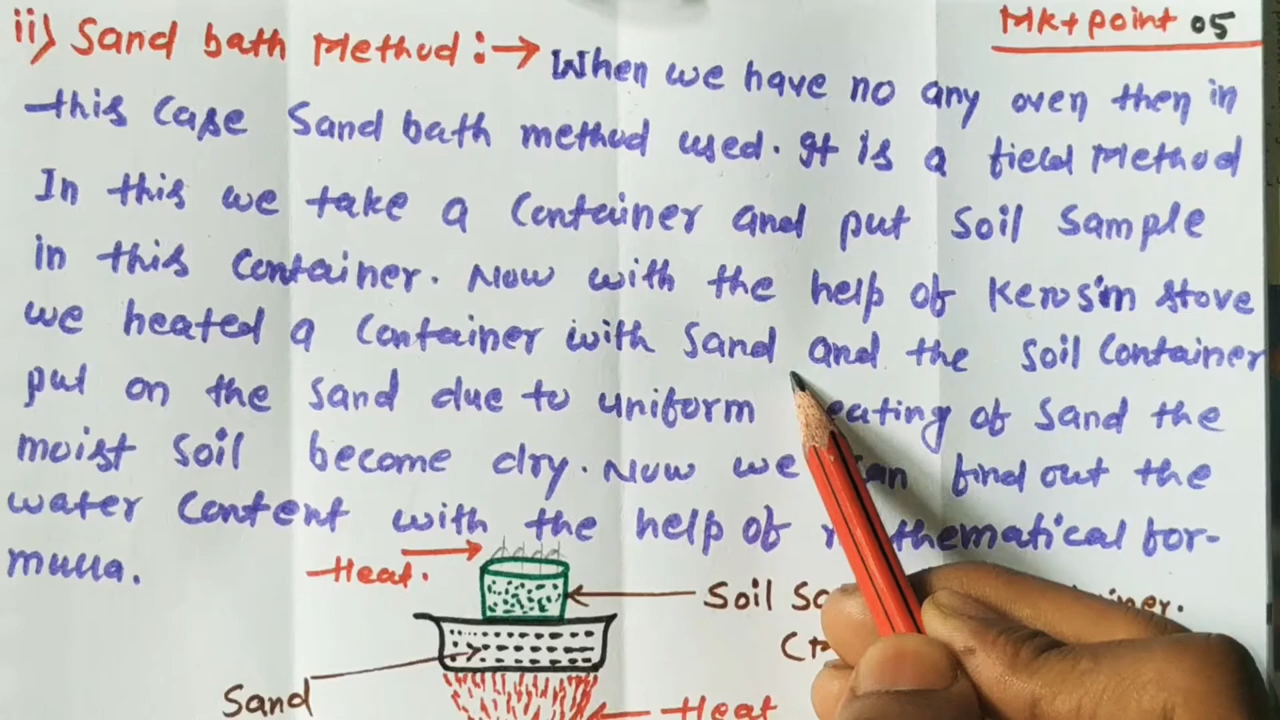 Mk+ point 05
ii) Sand bath Method :→ When we have no any oven then in
this case Sand bath method used. It is a field Method
In this we take a Container and put Soil Sample
in this Container. Now with the help of Kerosim stove
we heated a Container with Sand and the Soil Container
put on the Sand due to uniform eating of Sand the
moist Soil become dry. Now we can find out the
water Content with the help of thematical for-
mulla.
Heat.
Soil
Sand
Heat